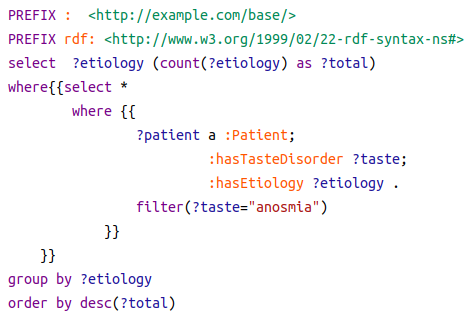 PREFIX :  <http://example.com/base/>
PREFIX rdf: <http://www.w3.org/1999/02/22-rdf-syntax-ns#>
select  ?etiology (count(?etiology) as ?total)
where{{select *
        where {{
                ?patient a :Patient;
                         :hasTasteDisorder ?taste;
                         :hasEtiology ?etiology .
                filter(?taste="anosmia")
            }}
    }}
group by ?etiology
order by desc(?total)